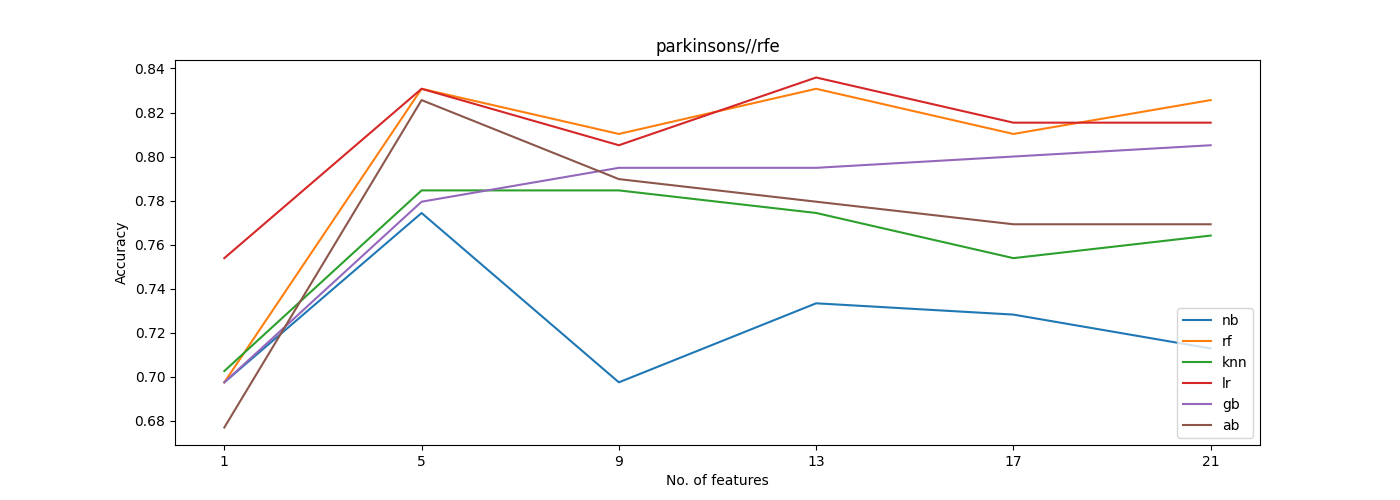 parkinsons//rfe
Accuracy
0.84
0.82
0.80
0.78
0.76
0.74
0.72
0.70
0.68
1 5 9 13 17 21
No. of features
nb
rf
knn
lr
gb
ab